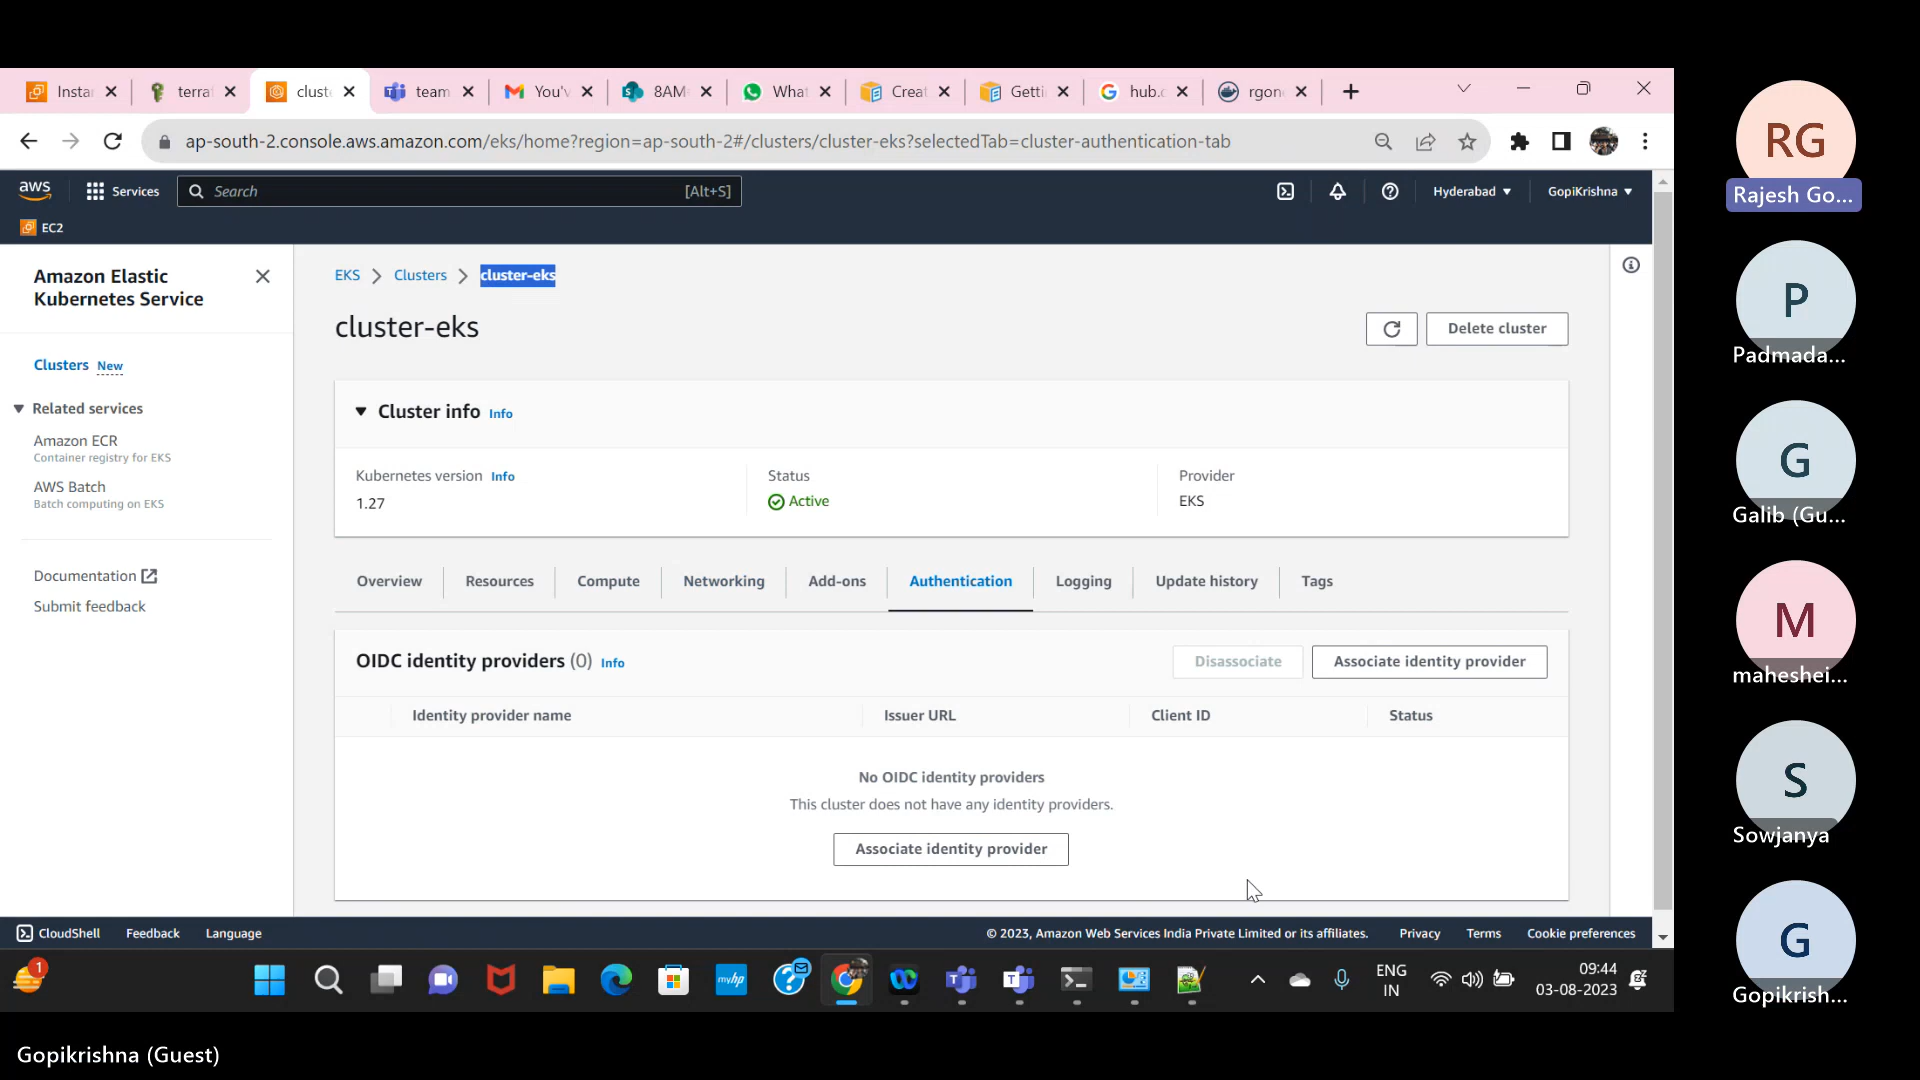 Insta
terraf
clust
team
You'v
8AM-
What
Creat
Getti
hub.d
rgon
ap-south-2.console.aws.amazon.com/eks/home?region=ap-south-2#/clusters/cluster-eks?selectedTab=cluster-authentication-tab
aws
Services
Search
[Alt+S]
Hyderabad
GopiKrishna
EC2
Amazon Elastic
Kubernetes Service
Clusters New
Related services
Amazon ECR
Container registry for EKS
AWS Batch
Batch computing on EKS
Documentation
Submit feedback
EKS
Clusters
cluster-eks
cluster-eks
Delete cluster
Cluster info Info
Kubernetes version Info
1.27
Status
Active
Provider
EKS
Overview
Resources
Compute
Networking
Add-ons
Authentication
Logging
Update history
Tags
OIDC identity providers (0) Info
Disassociate
Associate identity provider
Identity provider name
Issuer URL
Client ID
Status
No OIDC identity providers
This cluster does not have any identity providers.
Associate identity provider
CloudShell
Feedback
Language
© 2023, Amazon Web Services India Private Limited or its affiliates.
Privacy
Terms
Cookie preferences
1
myhp
ENG
IN
09:44
03-08-2023
RG
Rajesh Go...
P
Padmada...
G
Galib (Gu...
M
maheshei...
S
Sowjanya
G
Gopikrish...
Gopikrishna (Guest)